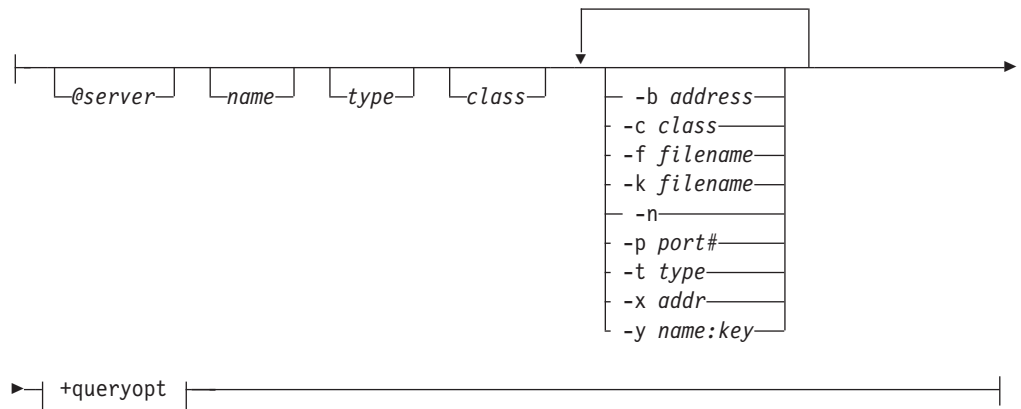 @server name type class
-b address
-c class
-f filename
-k filename
-n
-p port#
-t type
-x addr
-y name:key
+queryopt